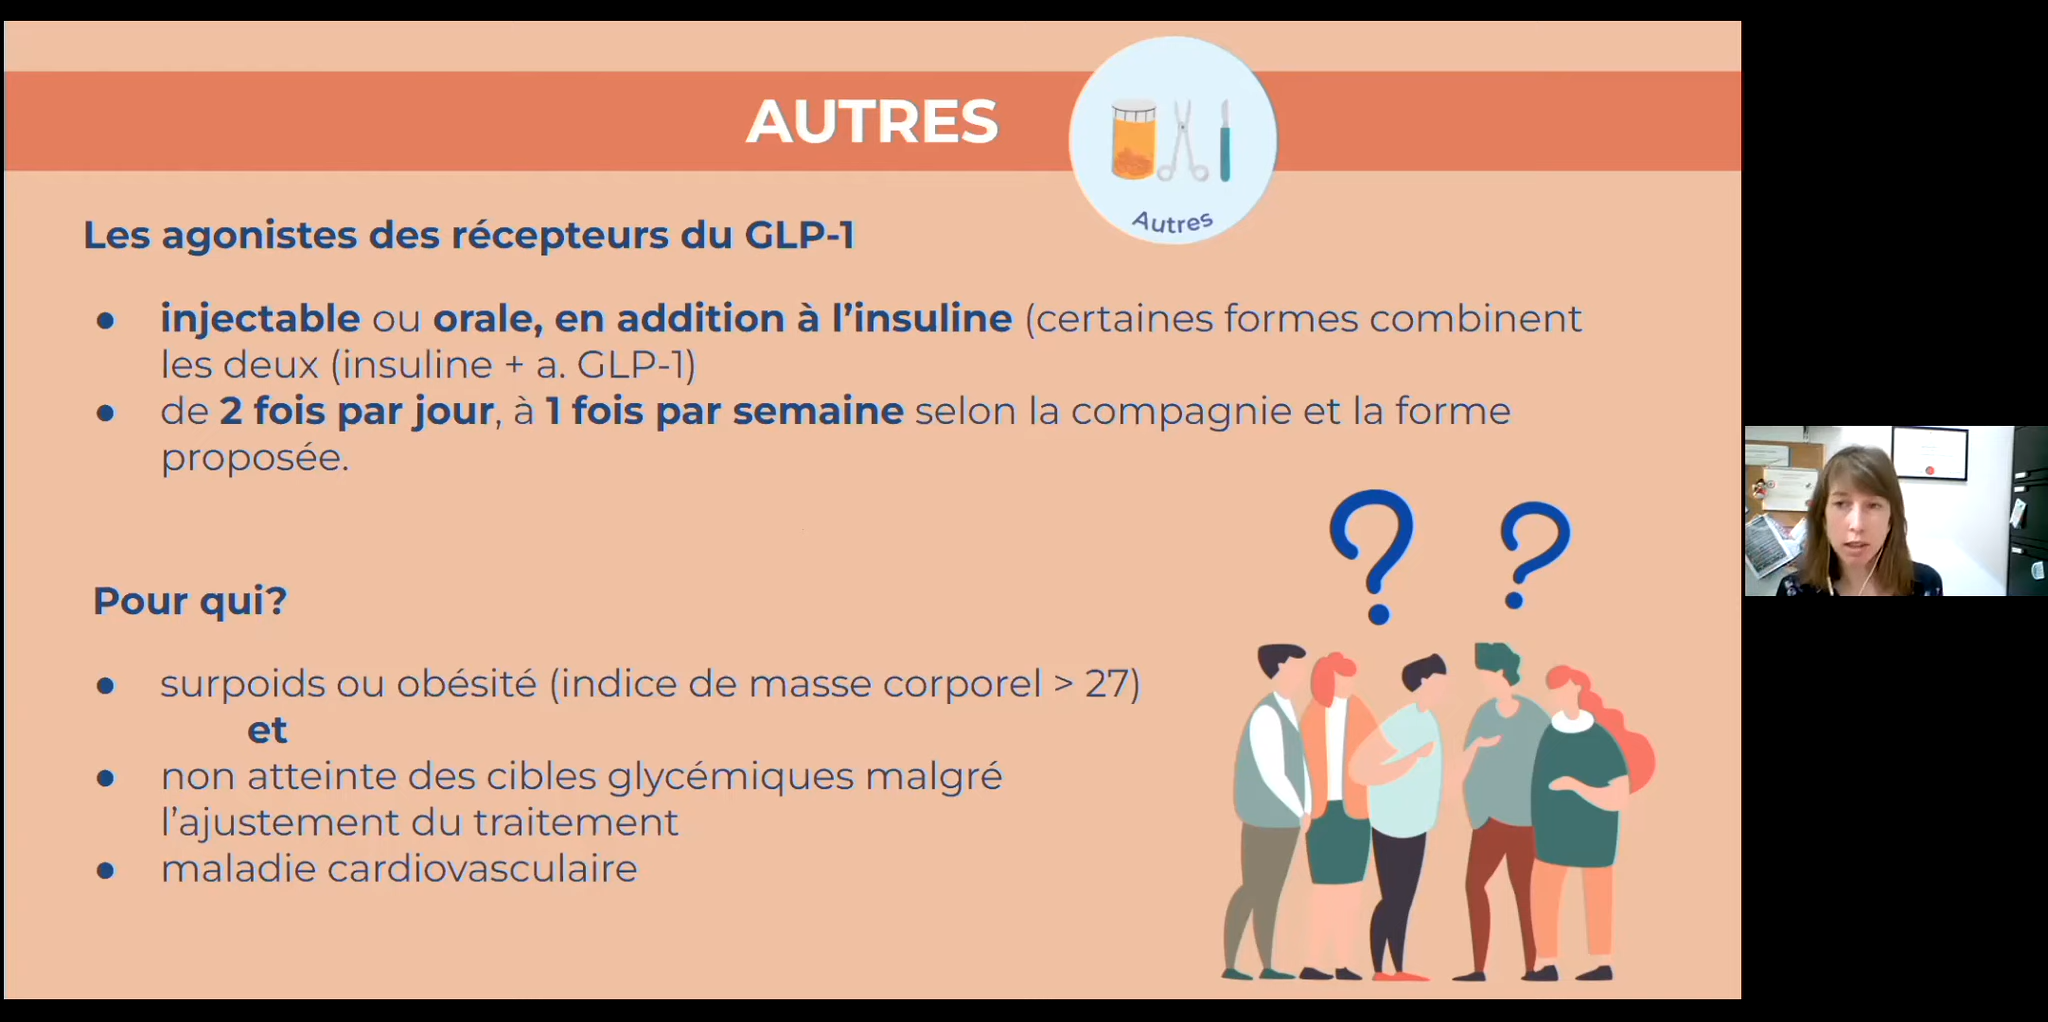 AUTRES
Autres
Les agonistes des récepteurs du GLP-1
● injectable ou orale, en addition à l’insuline (certaines formes combinent
les deux (insuline + a. GLP-1)
● de 2 fois par jour, à 1 fois par semaine selon la compagnie et la forme
proposée.
? ?
Pour qui?
● surpoids ou obésité (indice de masse corporel > 27)
et
● non atteinte des cibles glycémiques malgré
l’ajustement du traitement
● maladie cardiovasculaire